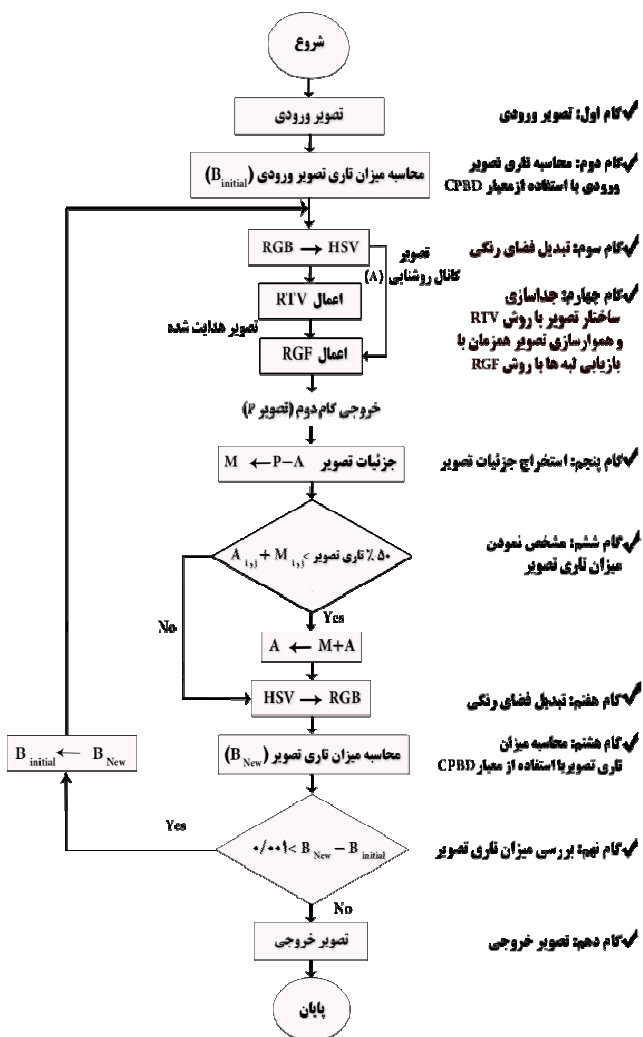 شروع
تصویر ورودی
✓گام اول: تصویر ورودی
محاسبه میزان تاری تصویر ورودی (B initial)
✓گام دوم: محاسبه تاری تصویر
ورودی با استفاده از معیار CPBD
RGB → HSV
تصویر
کانال روشنایی (A)
✓گام سوم: تبدیل فضای رنگی
اعمال RTV
تصویر هدایت شده
اعمال RGF
✓گام چهارم: جداسازی
ساختار تصویر با روش RTV
و هموارسازی تصویر همزمان با
بازیابی لبه ها با روش RGF
خروجی گام دوم (تصویر P)
جزئیات تصویر M ← P–A
✓گام پنجم: استخراج جزئیات تصویر
A i,j + M i,j < ۵۰٪ تاری تصویر
✓گام ششم: مشخص نمودن
میزان تاری تصویر
Yes
No
A ← M+A
HSV → RGB
✓گام هفتم: تبدیل فضای رنگی
محاسبه میزان تاری تصویر (B New)
✓گام هشتم: محاسبه میزان
تاری تصویربا استفاده از معیار CPBD
B initial ← B New
Yes
۰/۰۰۱< B New – B initial
✓گام نهم: بررسی میزان تاری تصویر
No
تصویر خروجی
✓گام دهم: تصویر خروجی
پایان